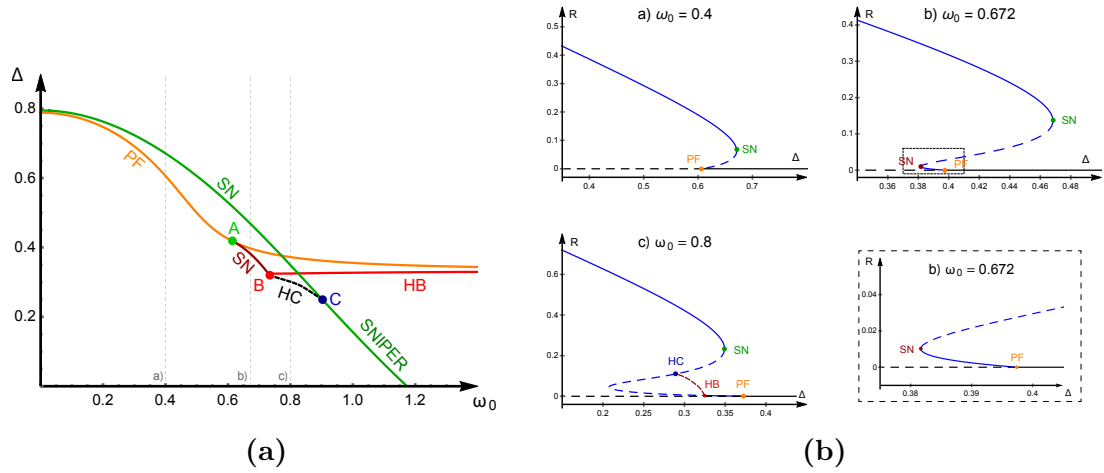 Δ
0.8
0.6
0.4
0.2
PF
SN
A
SN
B
HC
C
HB
SNIPER
a)
b)
c)
0.2 0.4 0.6 0.8 1.0 1.2 ω0
(a)
R
a) ω0 = 0.4
0.5
0.4
0.3
0.2
0.1
0
SN
PF
Δ
0.4 0.5 0.6 0.7
R
b) ω0 = 0.672
0.4
0.3
0.2
0.1
0
SN
SN
PF
Δ
0.36 0.38 0.40 0.42 0.44 0.46 0.48
R
c) ω0 = 0.8
0.6
0.4
0.2
0
HC
SN
HB
PF
Δ
0.2 0.3 0.4
R
b) ω0 = 0.672
0.04
0.02
0
SN
PF
0.38 0.39 0.4 Δ
(b)